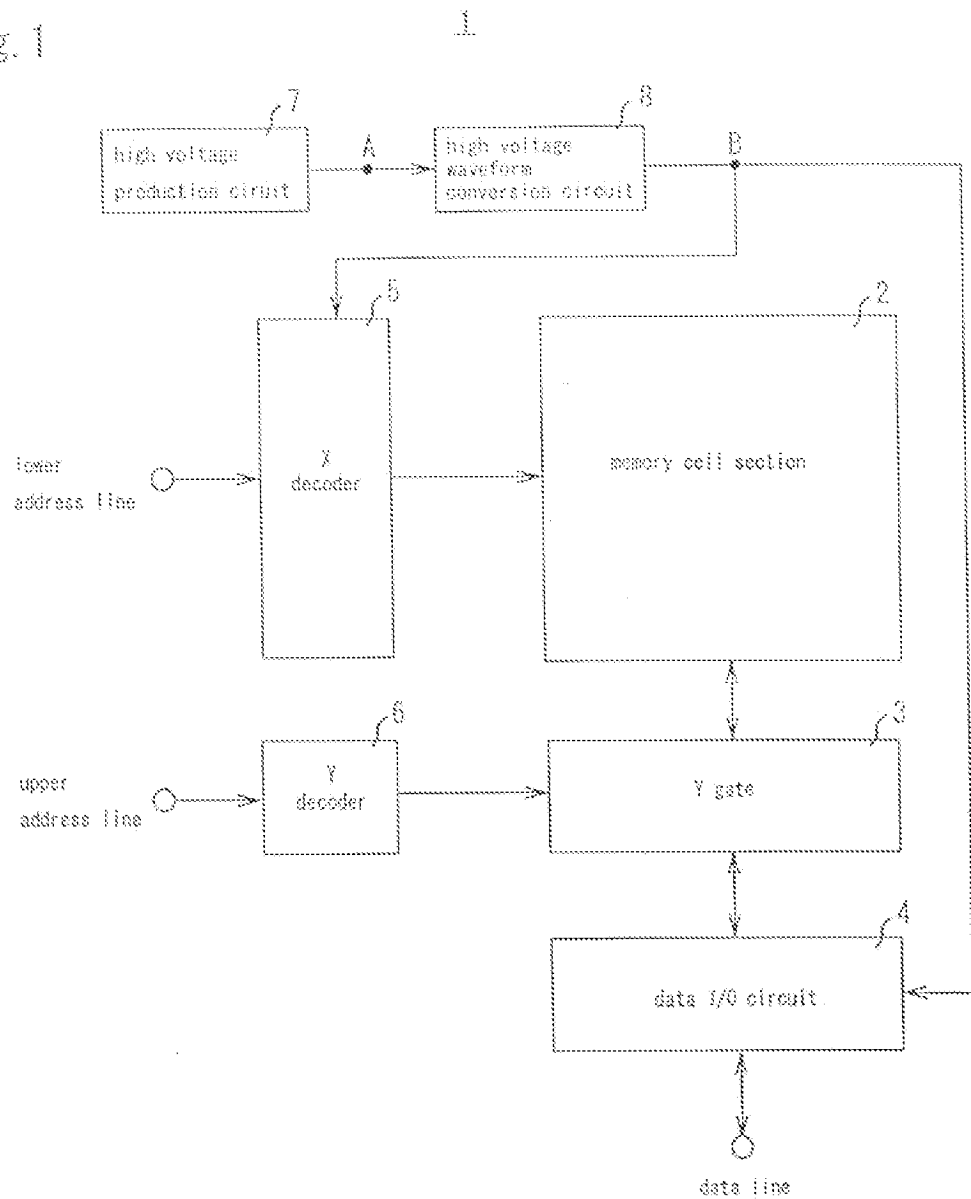 g. 1
1
7
8
high voltage
production ciruit
A
high voltage
waveform
conversion circuit
B
5
2
lower
address line
X
decoder
memory cell section
6
3
upper
address line
Y
decoder
Y gate
4
data I/O circuit
data line